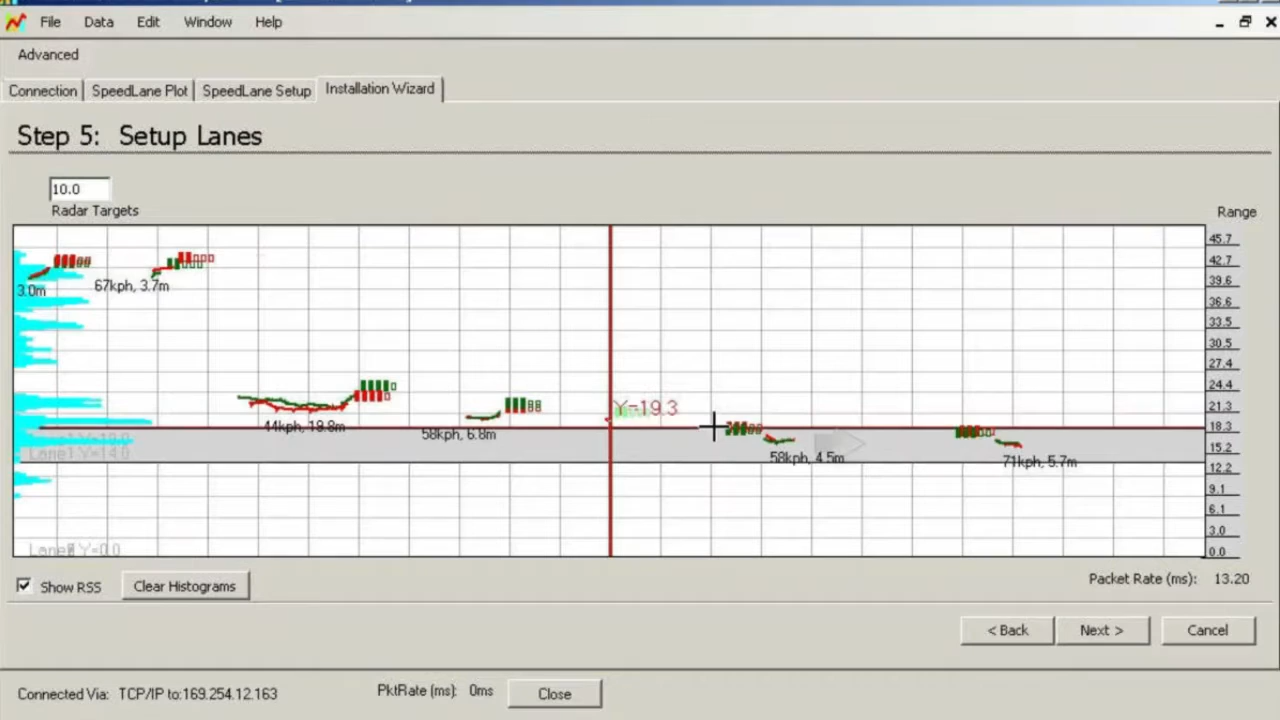 File Data Edit Window Help
Advanced
Connection SpeedLane Plot SpeedLane Setup Installation Wizard
Step 5: Setup Lanes
10.0
Radar Targets
Range
45.7
42.7
39.6
36.6
33.5
30.5
27.4
24.4
21.3
18.3
15.2
12.2
9.1
6.1
3.0
0.0
3.0m
67kph, 3.7m
44kph, 19.8m
58kph, 6.8m
Y=19.3
58kph, 4.5m
71kph, 5.7m
Lane1 Y=14.0
Y=0.0
Show RSS Clear Histograms
Packet Rate (ms): 13.20
< Back Next > Cancel
Connected Via: TCP/IP to:169.254.12.163 PktRate (ms): 0ms Close